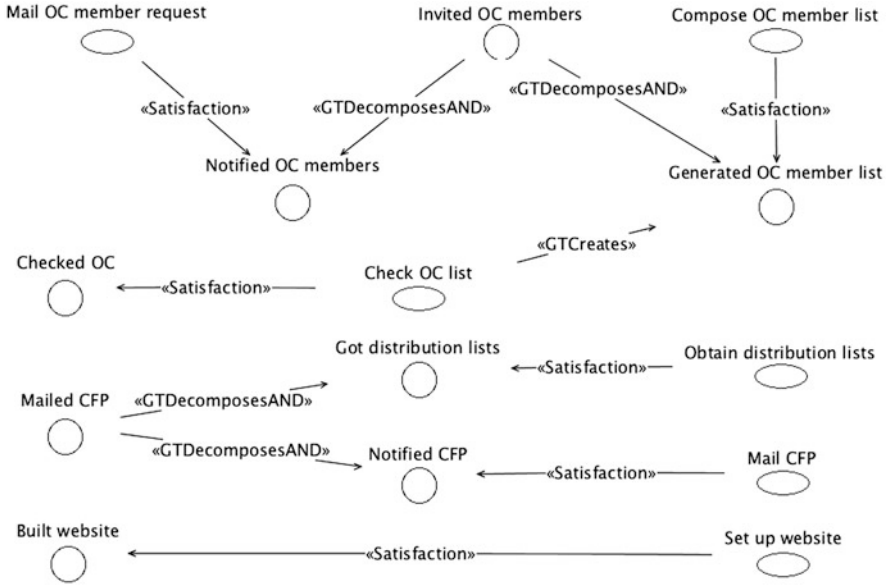 Mail OC member request
Invited OC members
Compose OC member list
«Satisfaction»
«GTDecomposesAND»
«GTDecomposesAND»
«Satisfaction»
Notified OC members
Generated OC member list
«GTCreates»
Checked OC
«Satisfaction»
Check OC list
Got distribution lists
«Satisfaction»
Obtain distribution lists
Mailed CFP
«GTDecomposesAND»
«GTDecomposesAND»
Notified CFP
«Satisfaction»
Mail CFP
Built website
«Satisfaction»
Set up website